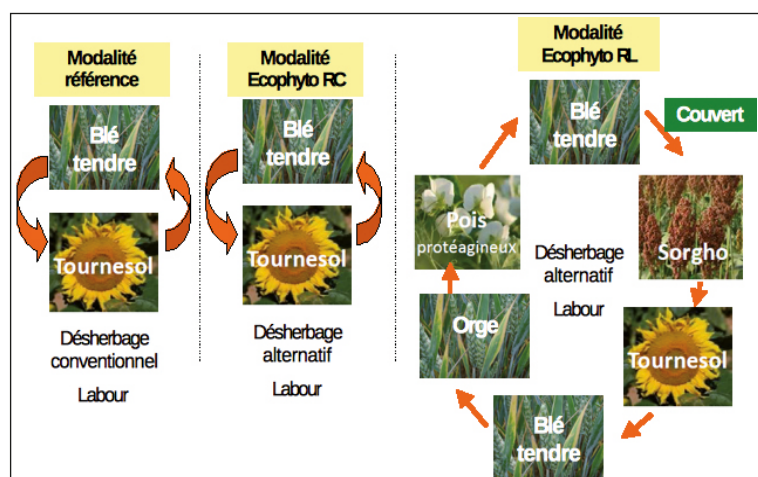 Modalité
référence
Blé
tendre
Tournesol
Désherbage
conventionnel
Labour
Modalité
Ecophyto RC
Blé
tendre
Tournesol
Désherbage
alternatif
Labour
Modalité
Ecophyto RL
Blé
tendre
Couvert
Pois
protéagineux
Sorgho
Désherbage
alternatif
Labour
Orge
Tournesol
Blé
tendre